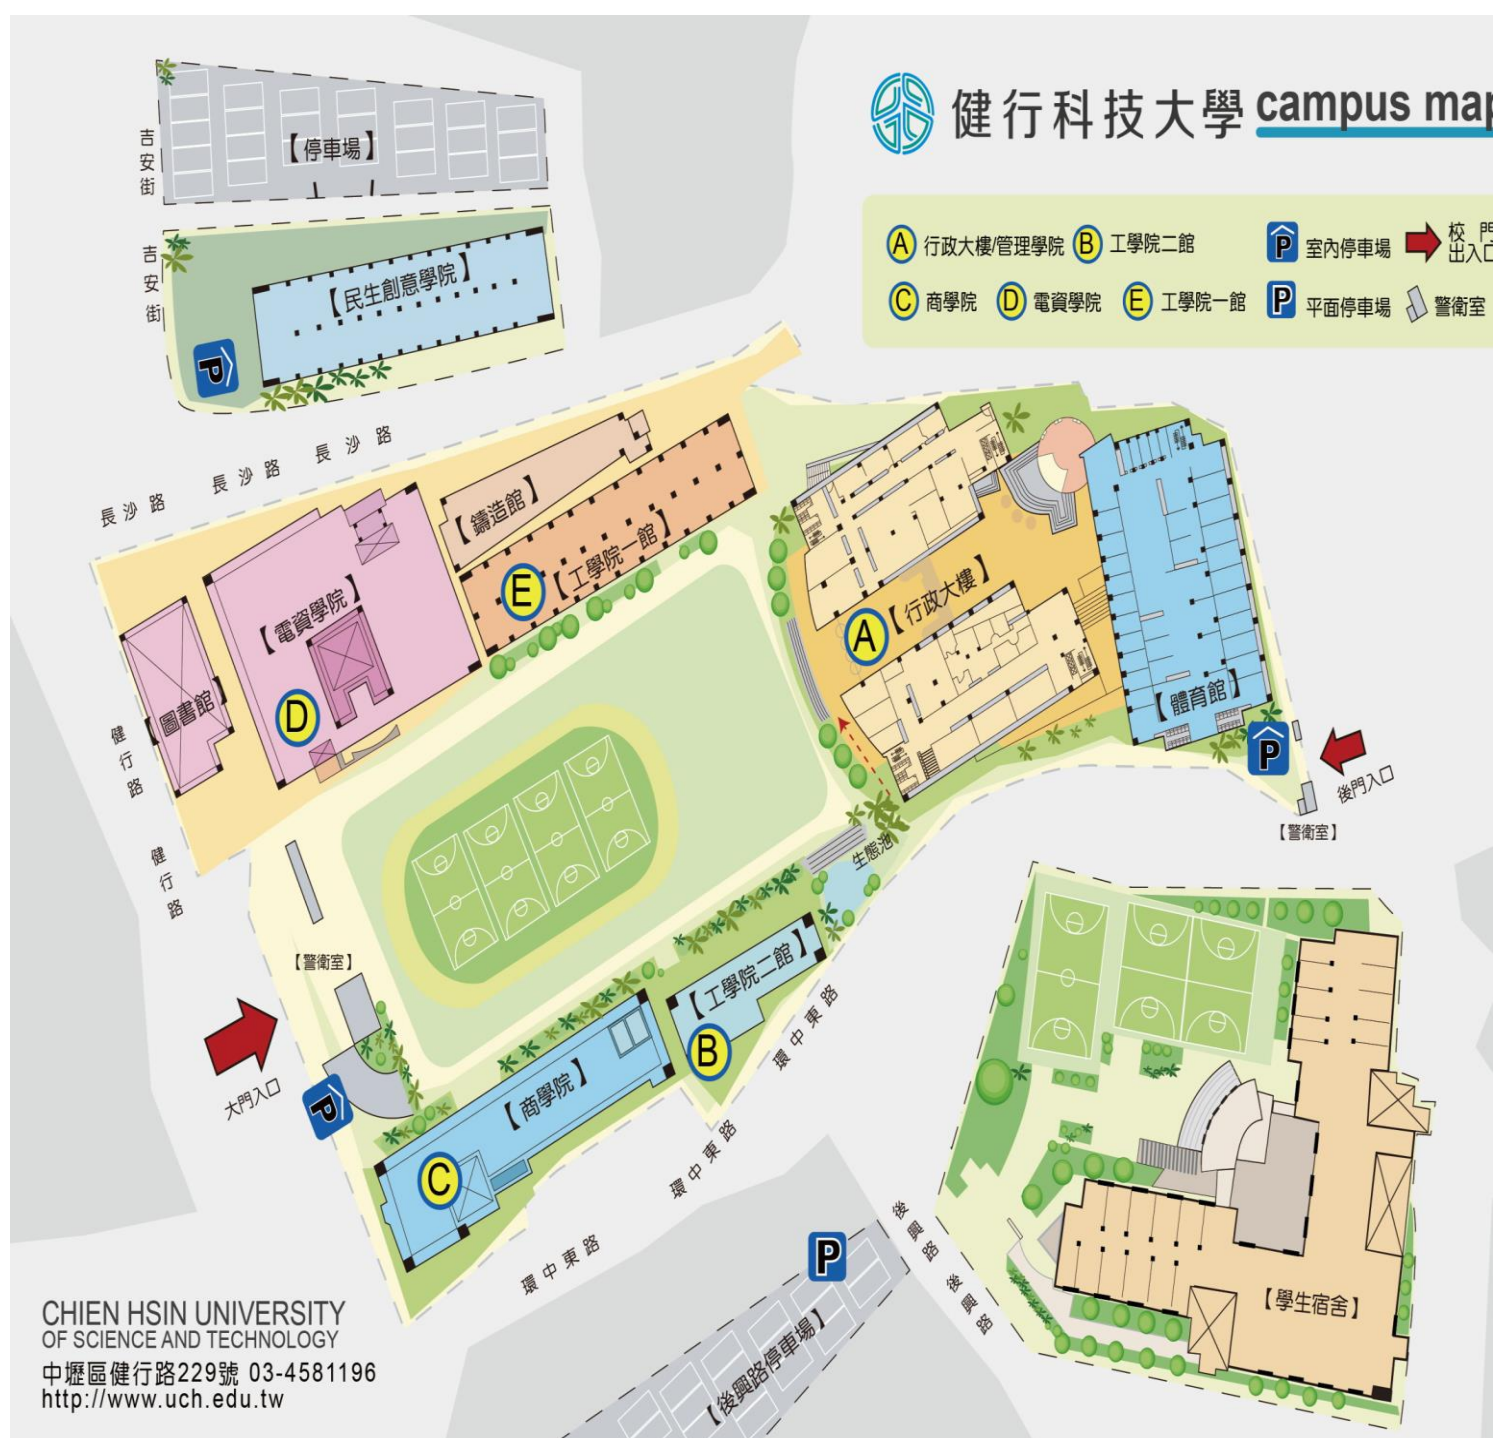 健行科技大學 campus map
A 行政大樓/管理學院 B 工學院二館 P 室內停車場 校門出入口
C 商學院 D 電資學院 E 工學院一館 P 平面停車場 警衛室
吉安街
【停車場】
吉安街
【民生創意學院】
P
長沙路 長沙路 長沙路
【鑄造館】
【工學院一館】
E
【電資學院】
D
【圖書館】
健行路
健行路
【行政大樓】
A
【體育館】
P
後門入口
【警衛室】
生態池
【警衛室】
大門入口
P
【工學院二館】
B
【商學院】
C
環中東路
環中東路
環中東路
後興路
後興路
P
【後興路停車場】
【學生宿舍】
CHIEN HSIN UNIVERSITY
OF SCIENCE AND TECHNOLOGY
中壢區健行路229號 03-4581196
http://www.uch.edu.tw